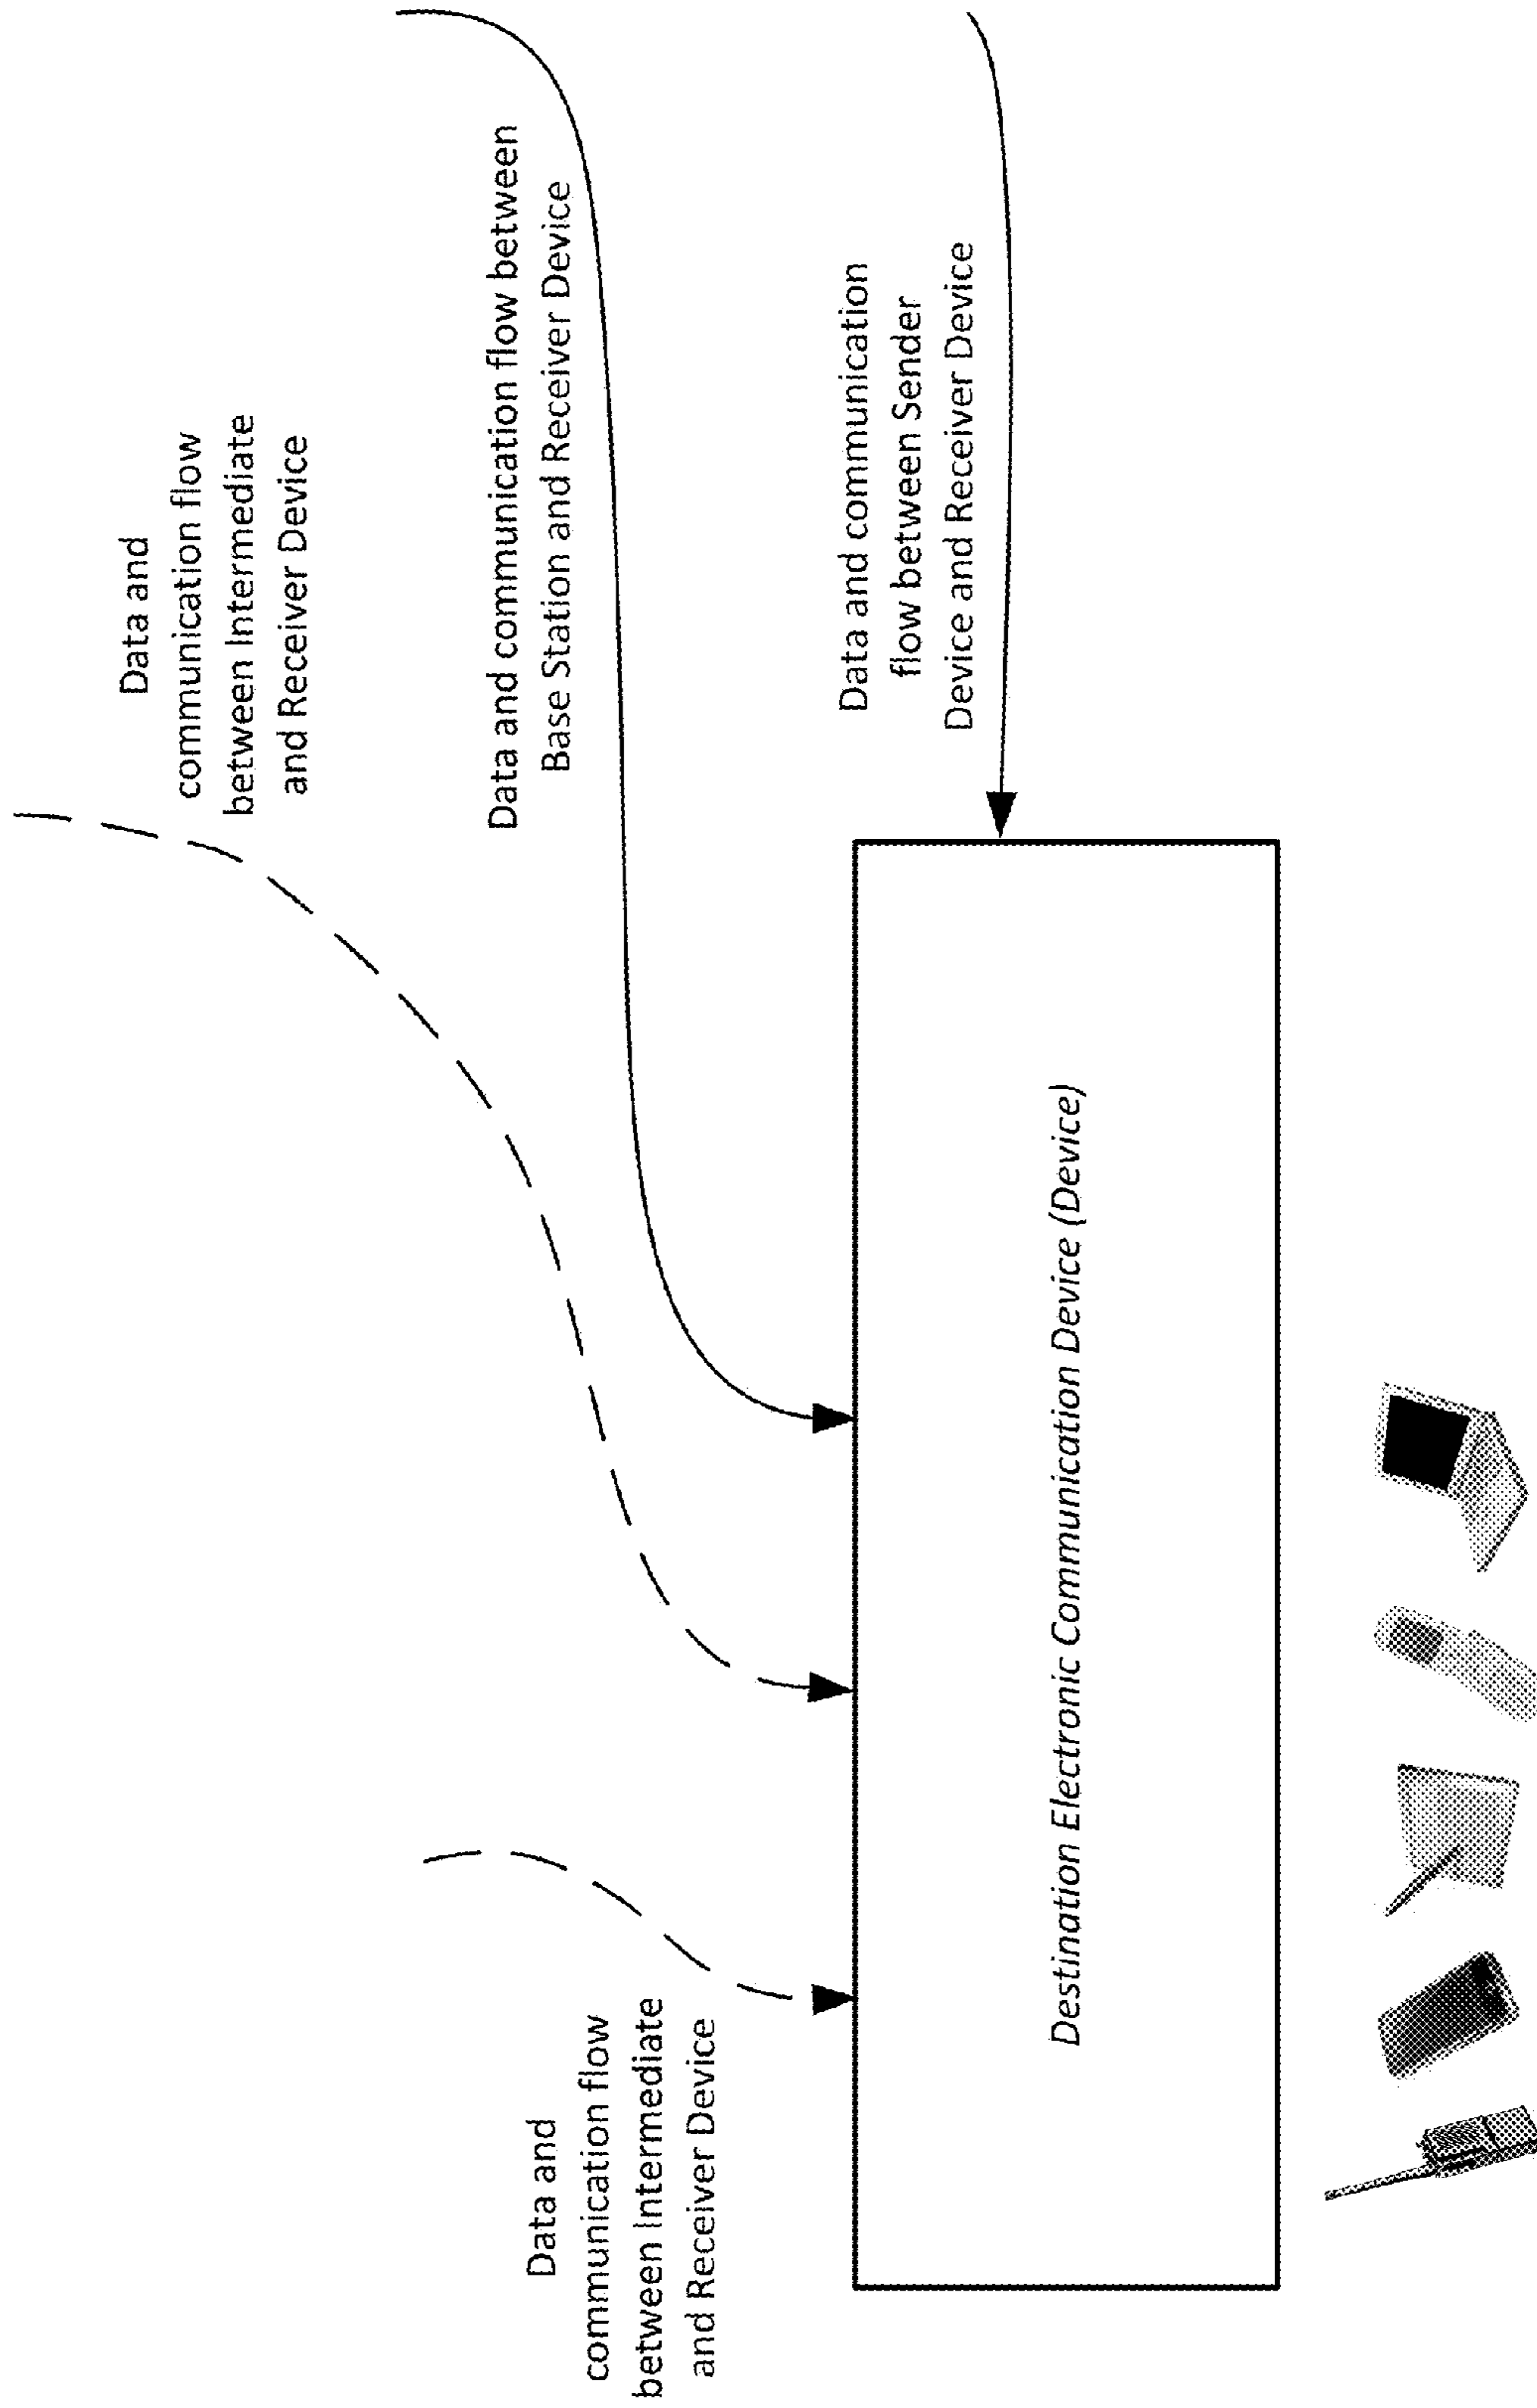 Data and
communication flow
between Intermediate
and Receiver Device
Data and communication flow between
Base Station and Receiver Device
Data and
communication flow
between Intermediate
and Receiver Device
Data and communication
flow between Sender
Device and Receiver Device
Destination Electronic Communication Device (Device)